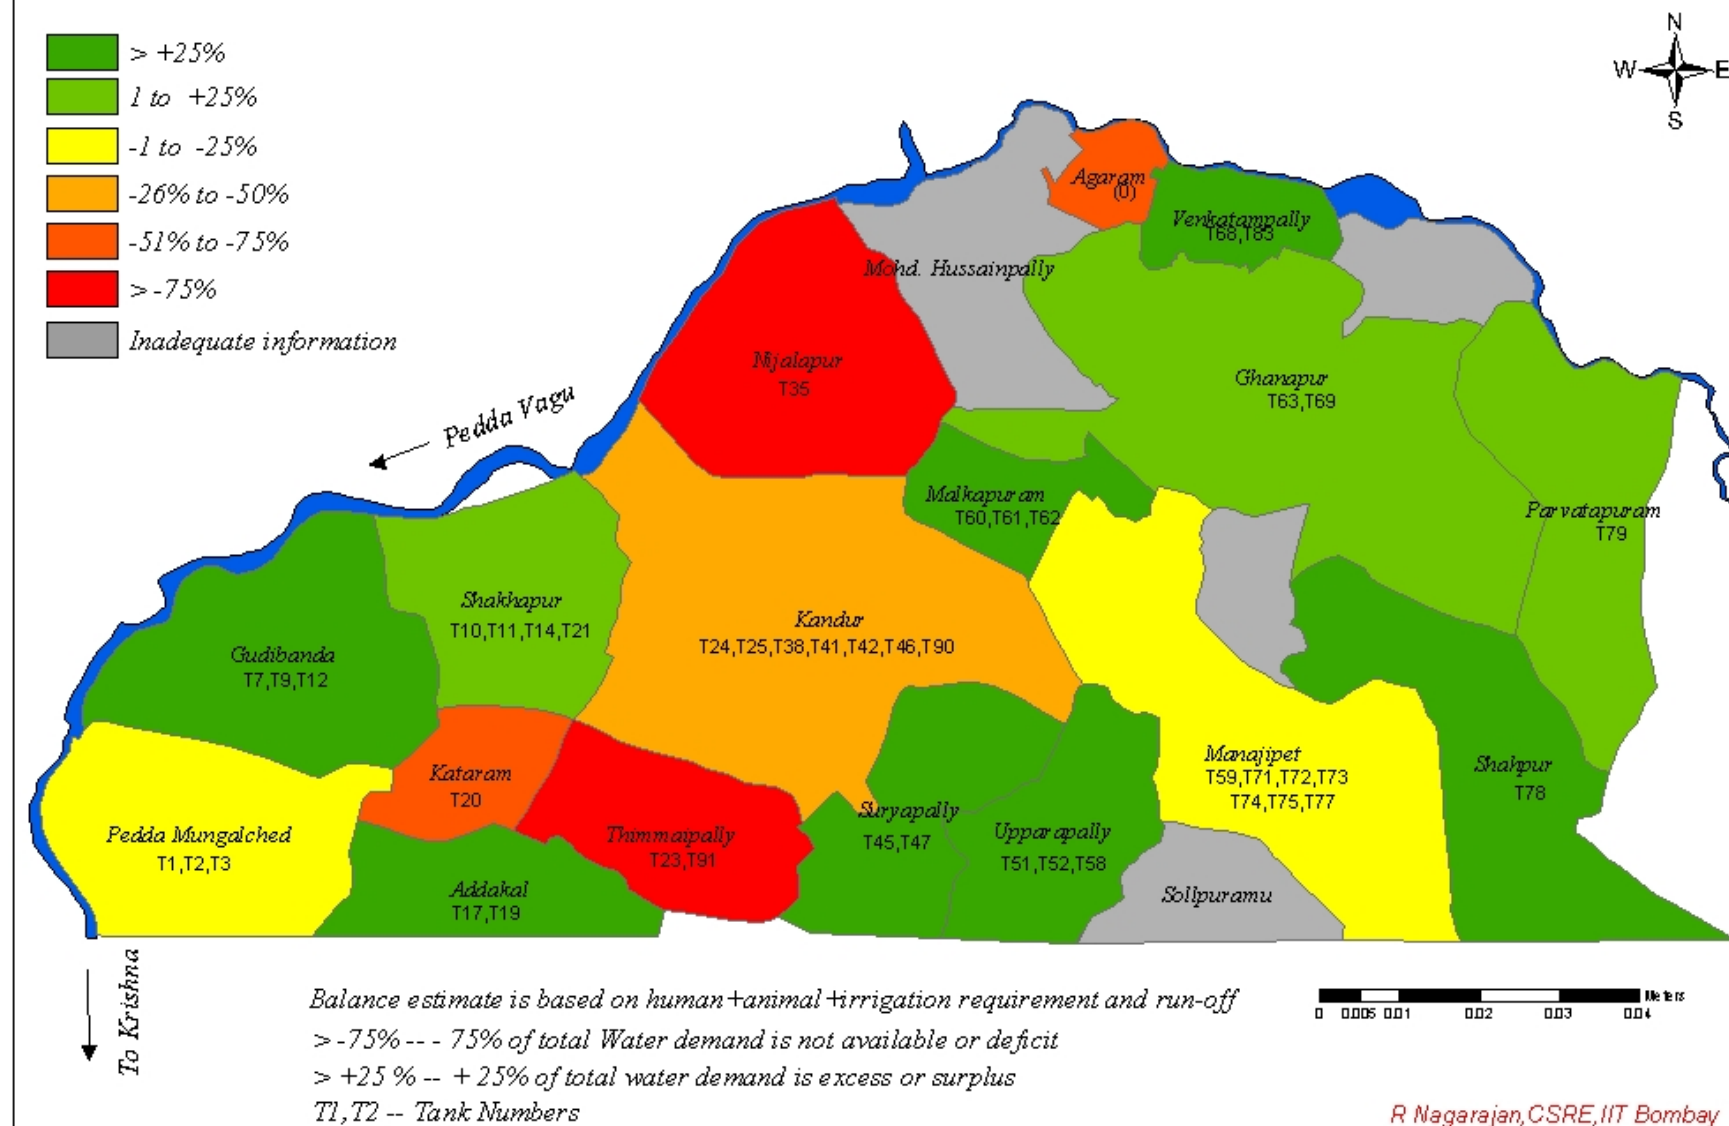 > +25%
1 to +25%
-1 to -25%
-26% to -50%
-51% to -75%
> -75%
Inadequate information
N
W E
S
Agaram
(0)
Venkatampally
T68,T83
Mohd. Hussainpally
Nijalapur
T35
Ghanapur
T63,T69
Pedda Vagu
Malkapuram
T60,T61,T62
Parvatapuram
T79
Shakhapur
T10,T11,T14,T21
Kandur
T24,T25,T38,T41,T42,T46,T90
Gudibanda
T7,T9,T12
Manajipet
T59,T71,T72,T73
T74,T75,T77
Shahpur
T78
Kataram
T20
Pedda Mungalched
T1,T2,T3
Thimmaipally
T23,T91
Suryapally
T45,T47
Upparapally
T51,T52,T58
Addakal
T17,T19
Sollpuramu
To Krishna
Balance estimate is based on human+animal+irrigation requirement and run-off
> -75% -- - 75% of total Water demand is not available or deficit
> +25 % -- + 25% of total water demand is excess or surplus
T1,T2 -- Tank Numbers
Meters
0 0.005 0.01 0.02 0.03 0.04
R Nagarajan,CSRE,IIT Bombay